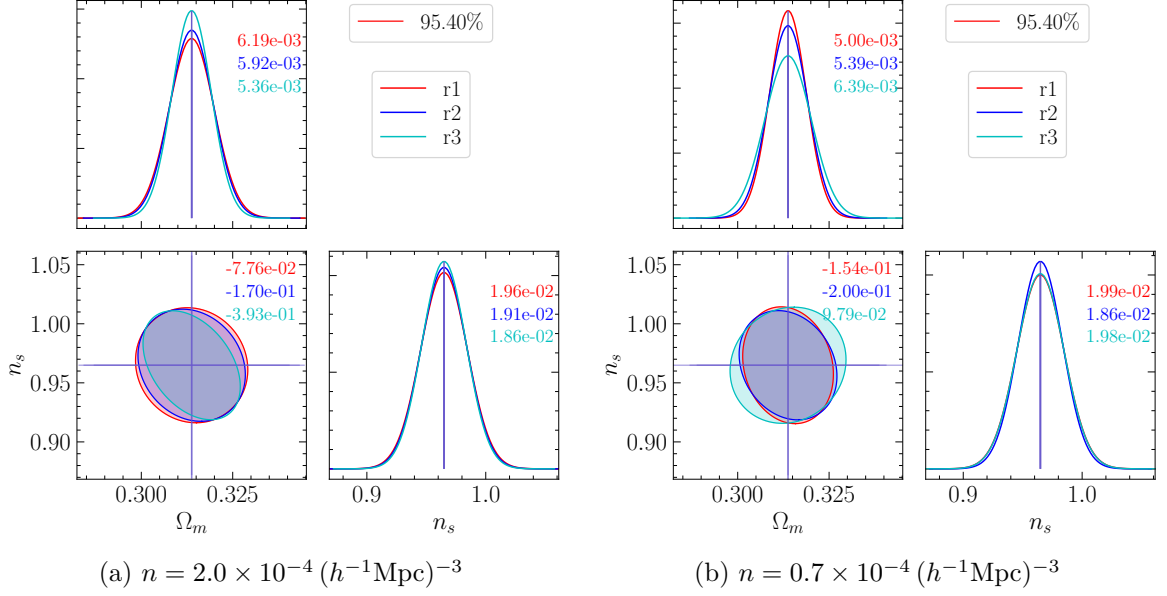 6.19e-03
5.92e-03
5.36e-03
95.40%
r1
r2
r3
1.05
1.00
0.95
0.90
n_s
-7.76e-02
-1.70e-01
-3.93e-01
0.300 0.325
Ω_m
1.96e-02
1.91e-02
1.86e-02
0.9 1.0
n_s
(a) n = 2.0 × 10⁻⁴ (h⁻¹Mpc)⁻³
5.00e-03
5.39e-03
6.39e-03
95.40%
r1
r2
r3
1.05
1.00
0.95
0.90
n_s
-1.54e-01
-2.00e-01
9.79e-02
0.300 0.325
Ω_m
1.99e-02
1.86e-02
1.98e-02
0.9 1.0
n_s
(b) n = 0.7 × 10⁻⁴ (h⁻¹Mpc)⁻³